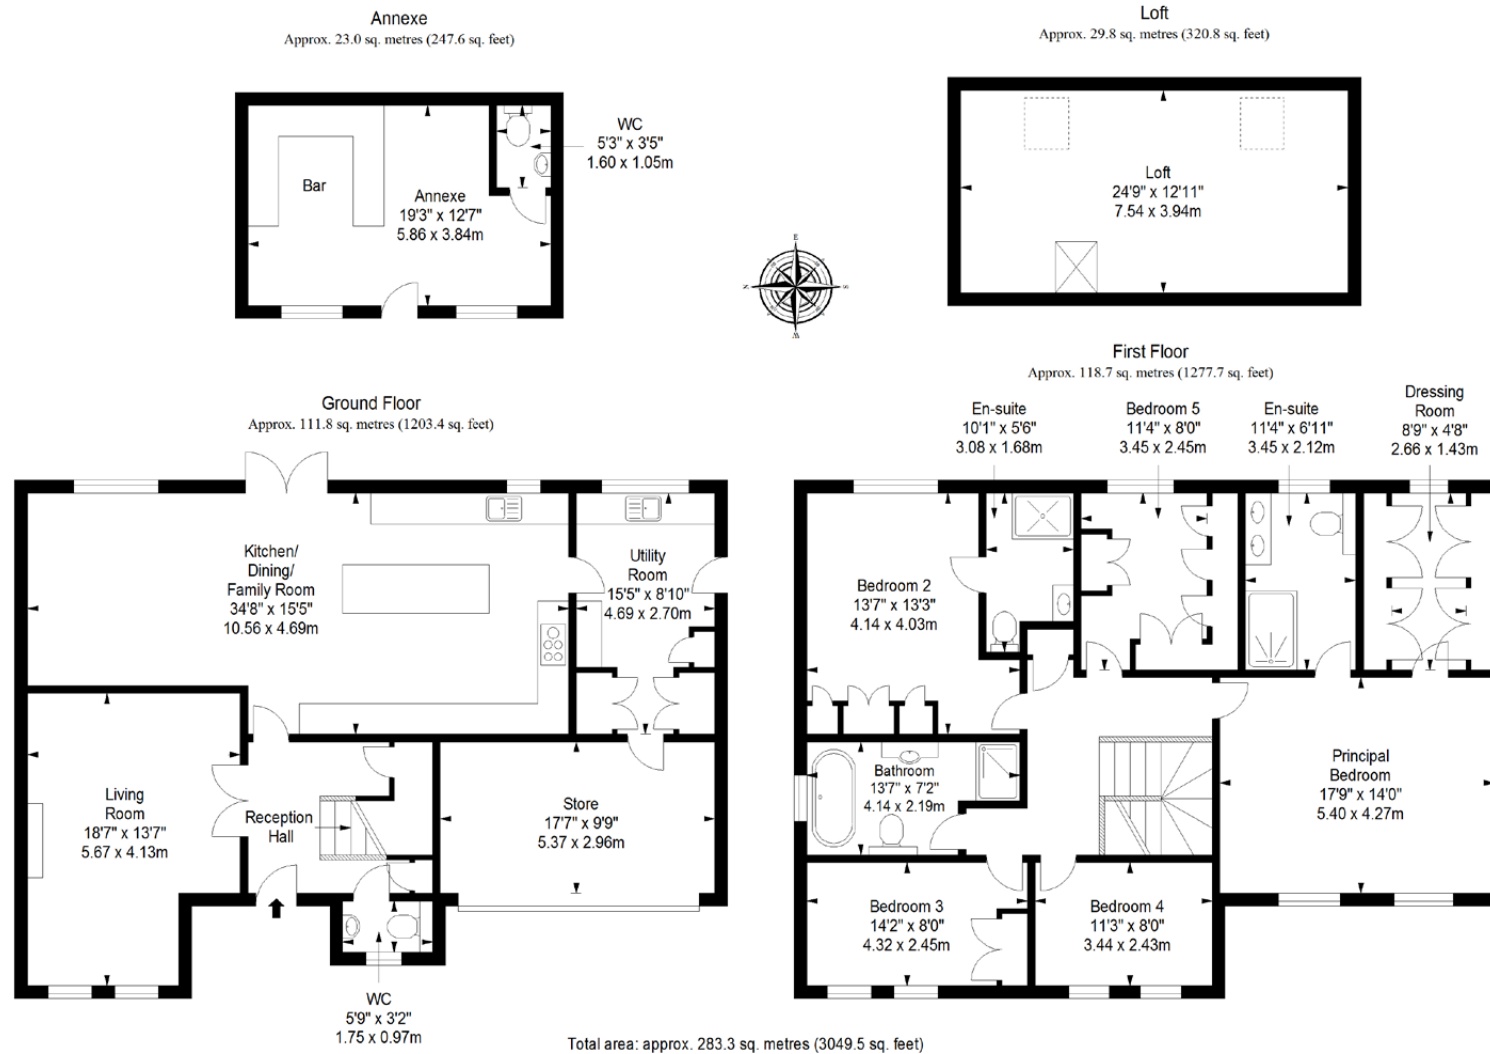 Annexe
Approx. 23.0 sq. metres (247.6 sq. feet)
Loft
Approx. 29.8 sq. metres (320.8 sq. feet)
WC
5'3" x 3'5"
1.60 x 1.05m
Bar
Annexe
19'3" x 12'7"
5.86 x 3.84m
Loft
24'9" x 12'11"
7.54 x 3.94m
E
N
S
W
First Floor
Approx. 118.7 sq. metres (1277.7 sq. feet)
Ground Floor
Approx. 111.8 sq. metres (1203.4 sq. feet)
En-suite
10'1" x 5'6"
3.08 x 1.68m
Bedroom 5
11'4" x 8'0"
3.45 x 2.45m
En-suite
11'4" x 6'11"
3.45 x 2.12m
Dressing
Room
8'9" x 4'8"
2.66 x 1.43m
Kitchen/
Dining/
Family Room
34'8" x 15'5"
10.56 x 4.69m
Utility
Room
15'5" x 8'10"
4.69 x 2.70m
Bedroom 2
13'7" x 13'3"
4.14 x 4.03m
Living
Room
18'7" x 13'7"
5.67 x 4.13m
Reception
Hall
Store
17'7" x 9'9"
5.37 x 2.96m
Bathroom
13'7" x 7'2"
4.14 x 2.19m
Principal
Bedroom
17'9" x 14'0"
5.40 x 4.27m
Bedroom 3
14'2" x 8'0"
4.32 x 2.45m
Bedroom 4
11'3" x 8'0"
3.44 x 2.43m
WC
5'9" x 3'2"
1.75 x 0.97m
Total area: approx. 283.3 sq. metres (3049.5 sq. feet)